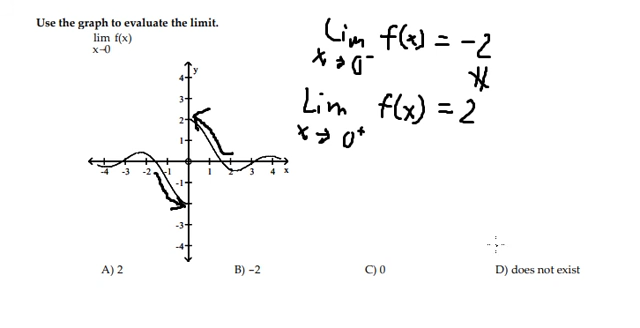 Use the graph to evaluate the limit.
lim f(x)
x→0
Lim f(x) = -2
x → 0⁻
Lim f(x) = 2
x → 0⁺
y
4
3
2
1
-4 -3 -2 -1 1 2 3 4 x
-1
-3
-4
A) 2 B) -2 C) 0 D) does not exist